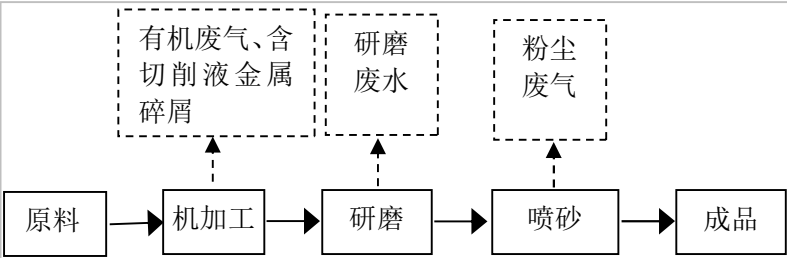 有机废气、含
切削液金属
碎屑
研磨
废水
粉尘
废气
原料
机加工
研磨
喷砂
成品